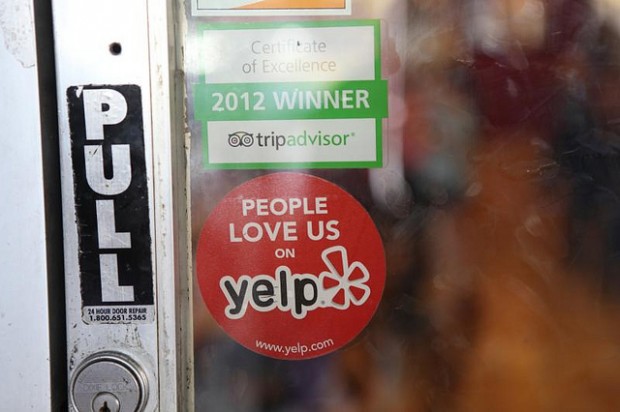 PULL
24 HOUR DOOR REPAIR
1.800.651.5365
Certificate
of Excellence
2012 WINNER
tripadvisor®
PEOPLE
LOVE US
ON
yelp
www.yelp.com